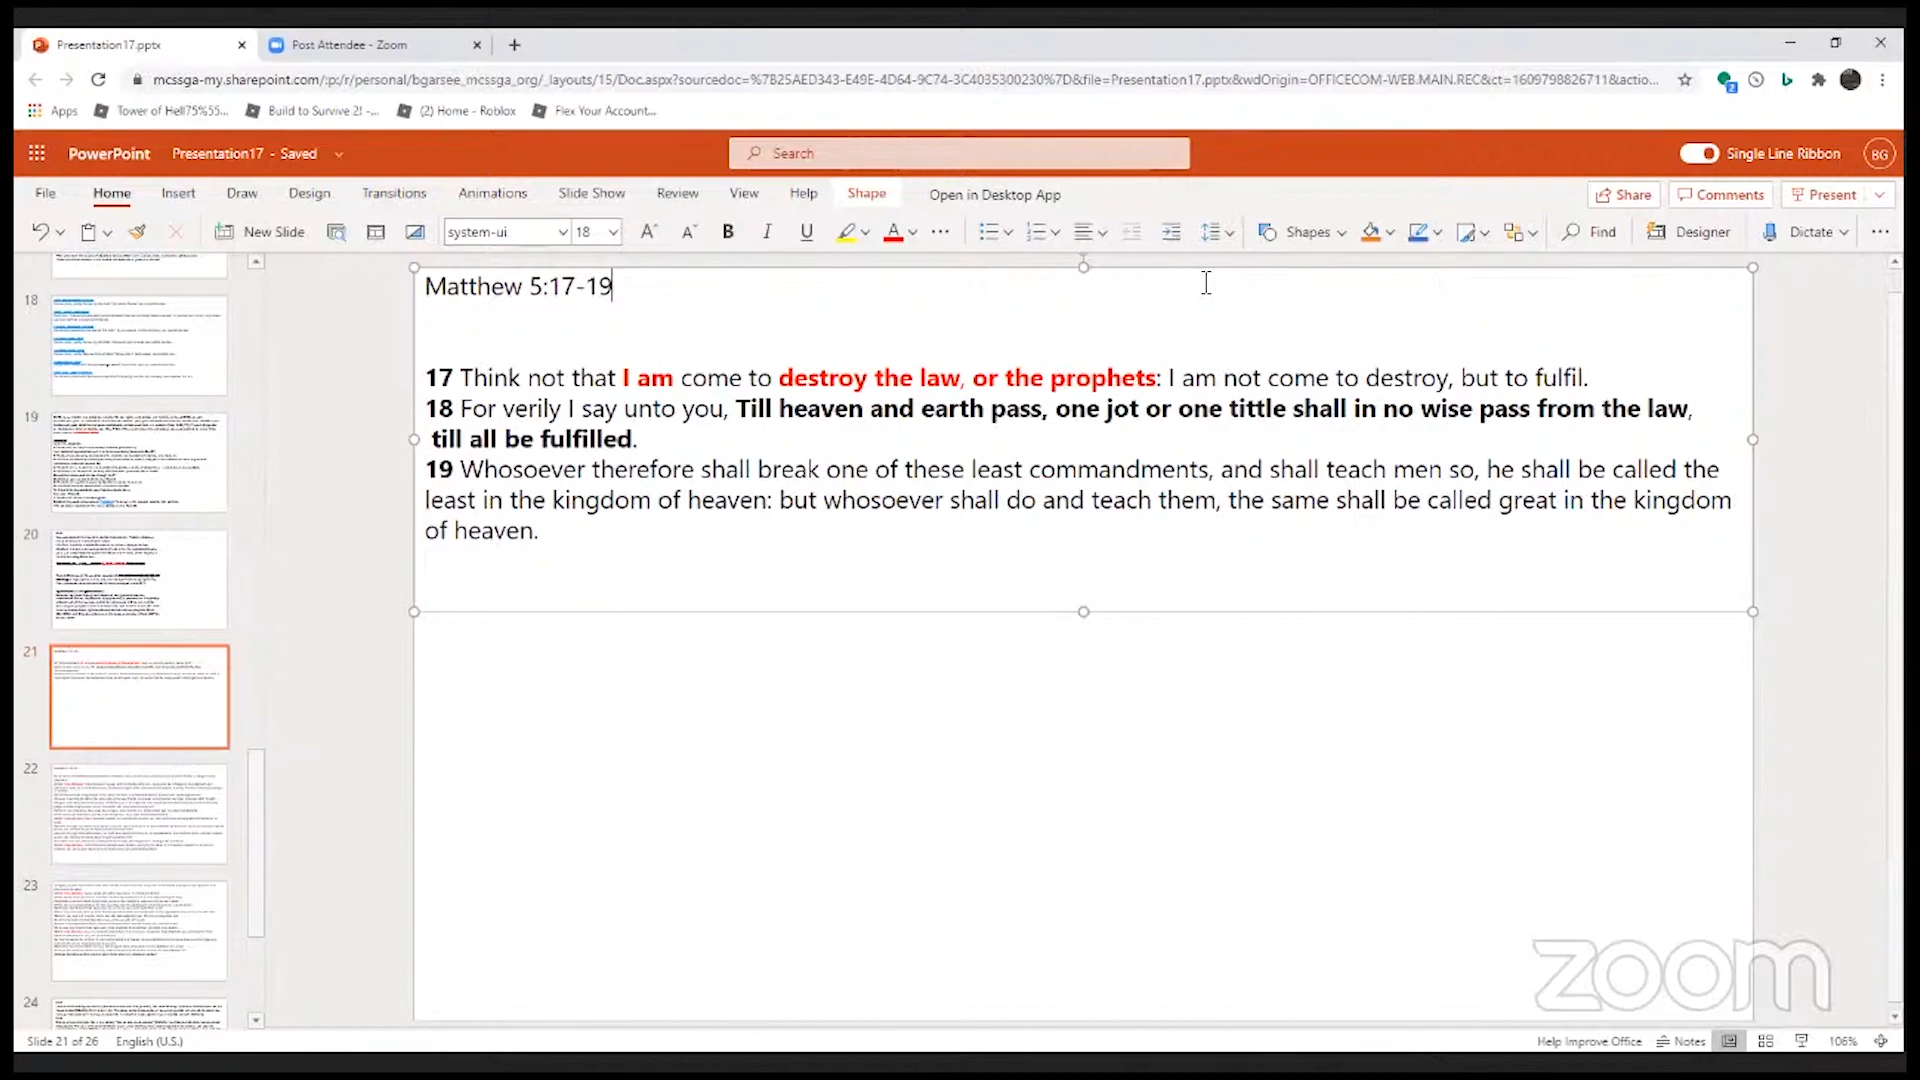 Presentation17.pptx
Post Attendee - Zoom
mcssga-my.sharepoint.com/:p:/r/personal/bgarsee_mcssga_org/_layouts/15/Doc.aspx?sourcedoc=%7B25AED343-E49E-4D64-9C74-3C4035300230%7D&file=Presentation17.pptx&wdOrigin=OFFICECOM-WEB.MAIN.REC&ct=1609798826711&actio...
Apps
Tower of Hell75%55...
Build to Survive 2! -...
(2) Home - Roblox
Flex Your Account...
PowerPoint
Presentation17 - Saved
Search
Single Line Ribbon
BG
File Home Insert Draw Design Transitions Animations Slide Show Review View Help Shape Open in Desktop App Share Comments Present
New Slide system-ui 18 B I U A Shapes Find Designer Dictate
Matthew 5:17-19
17 Think not that I am come to destroy the law, or the prophets: I am not come to destroy, but to fulfil.
18 For verily I say unto you, Till heaven and earth pass, one jot or one tittle shall in no wise pass from the law,
till all be fulfilled.
19 Whosoever therefore shall break one of these least commandments, and shall teach men so, he shall be called the
least in the kingdom of heaven: but whosoever shall do and teach them, the same shall be called great in the kingdom
of heaven.
18
19
20
21
22
23
24
zoom
Slide 21 of 26
English (U.S.)
Help Improve Office
Notes
106%